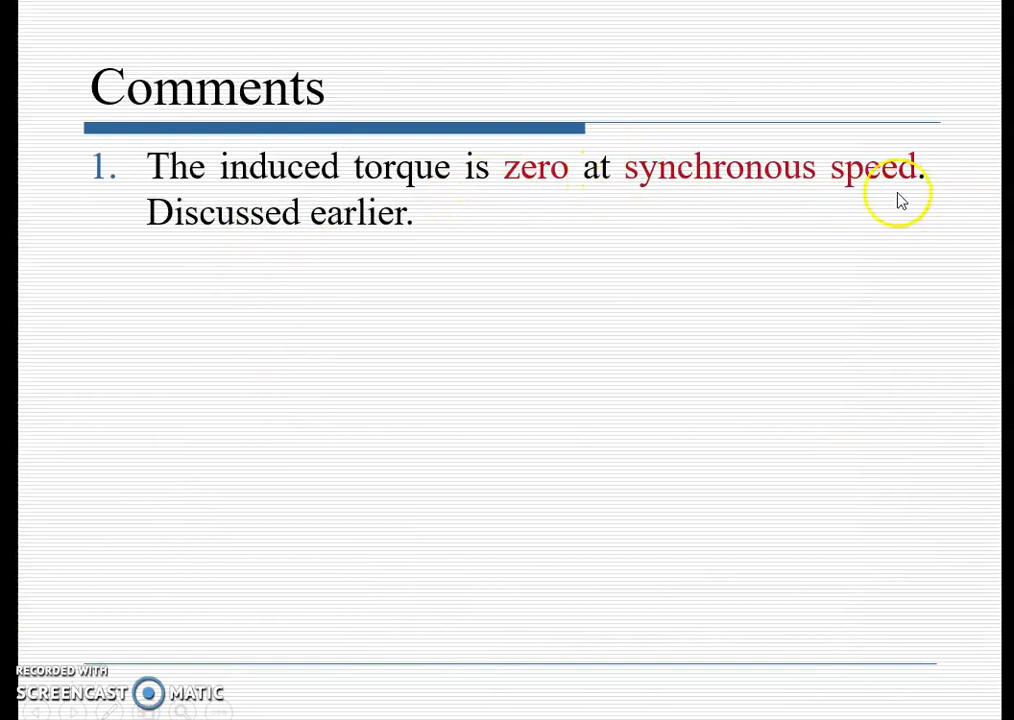 Comments
1. The induced torque is zero at synchronous speed.
Discussed earlier.
RECORDED WITH
SCREENCAST MATIC